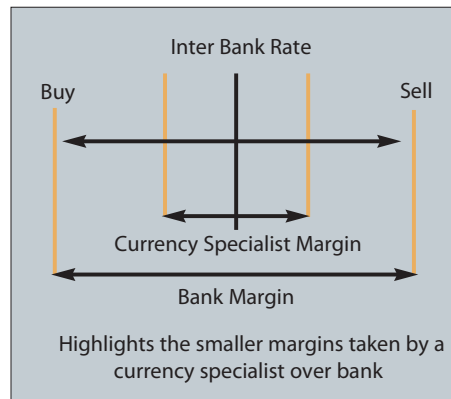 Inter Bank Rate
Buy
Sell
Currency Specialist Margin
Bank Margin
Highlights the smaller margins taken by a
currency specialist over bank